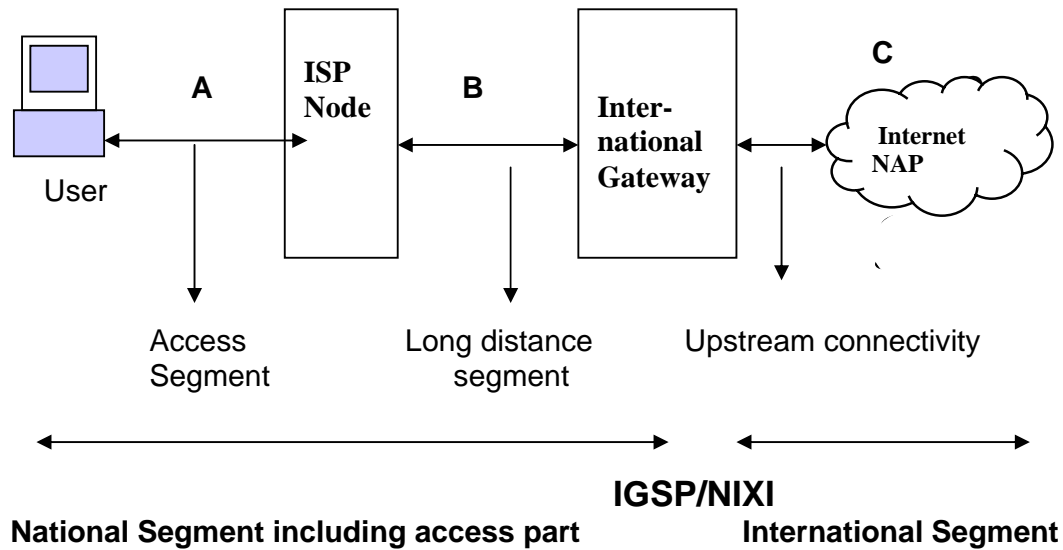 C
A
B
ISP
Node
Inter-
national
Gateway
Internet
NAP
User
Access
Segment
Long distance
segment
Upstream connectivity
IGSP/NIXI
National Segment including access part
International Segment